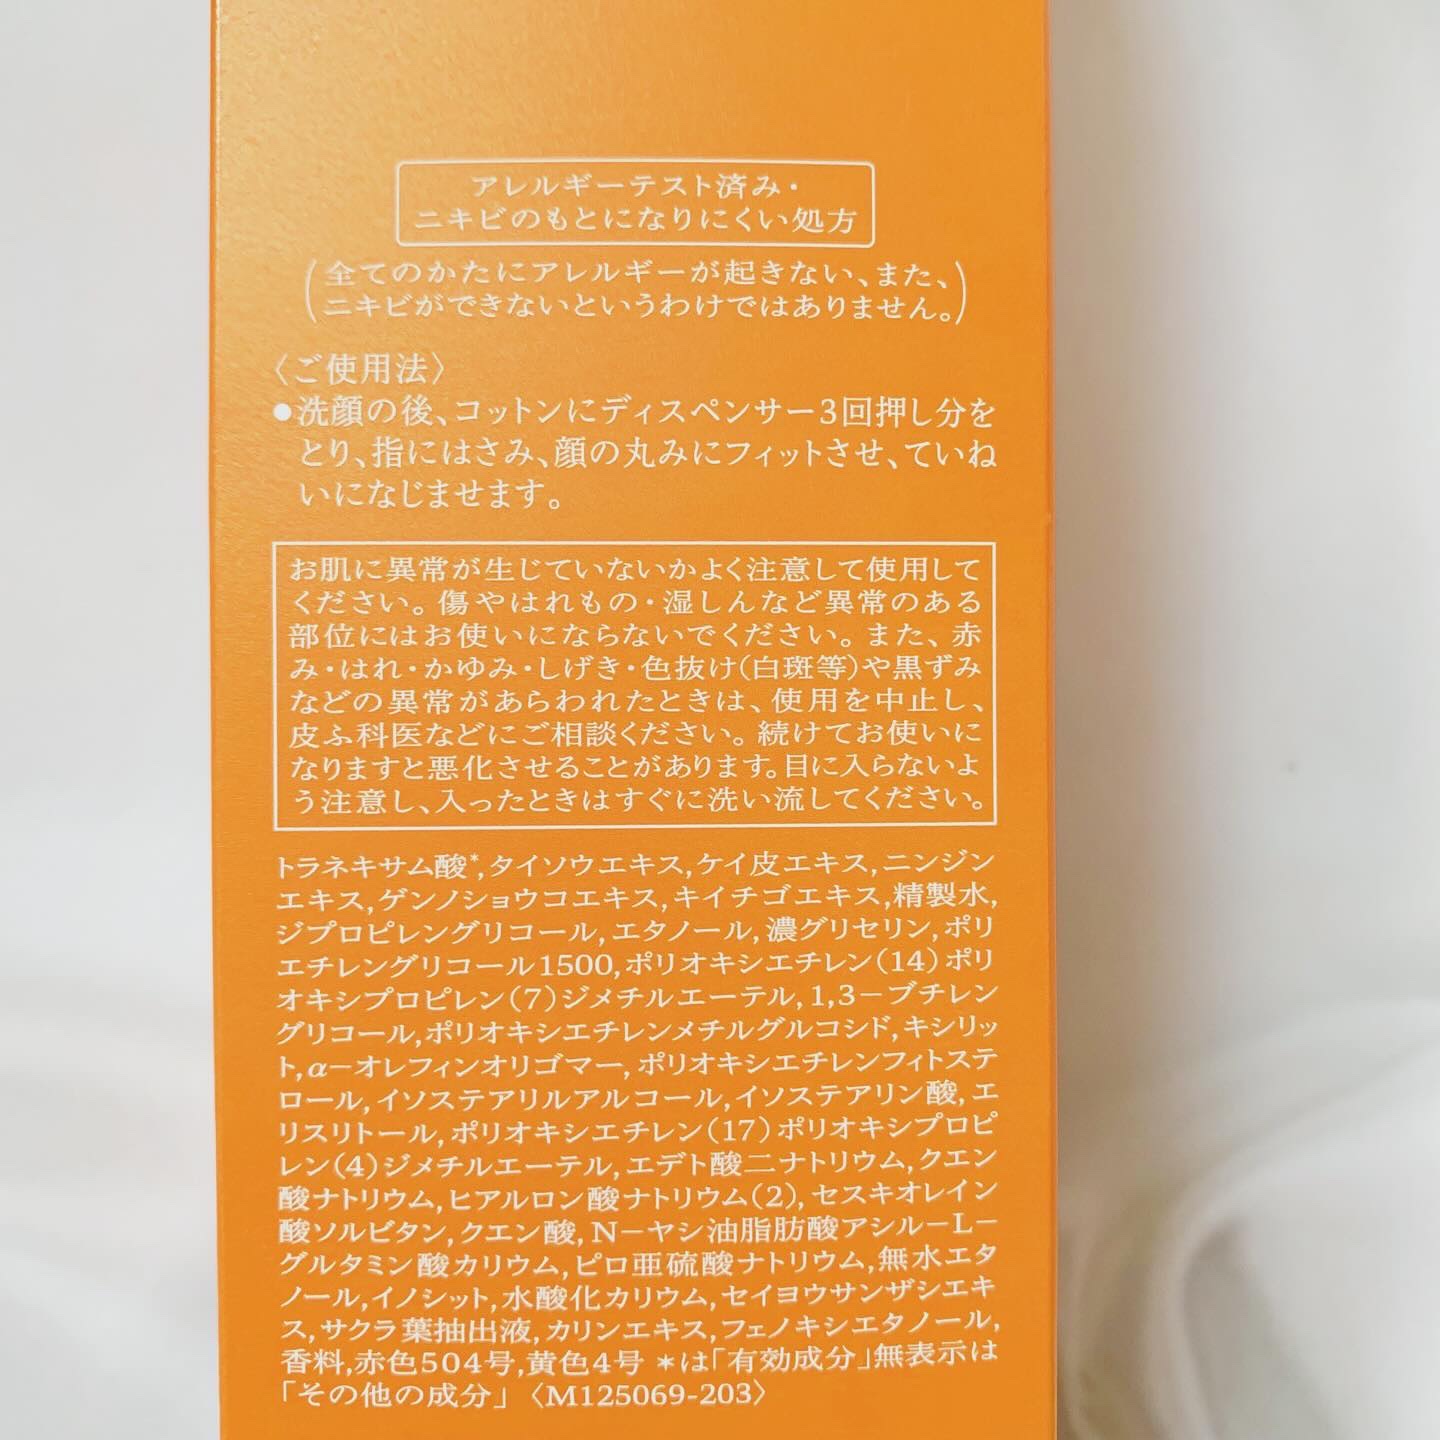 アレルギーテスト済み・
ニキビのもとになりにくい処方
(全てのかたにアレルギーが起きない、また、
ニキビができないというわけではありません。)
〈ご使用法〉
●洗顔の後、コットンにディスペンサー3回押し分を
とり、指にはさみ、顔の丸みにフィットさせ、ていね
いになじませます。
お肌に異常が生じていないかよく注意して使用して
ください。傷やはれもの・湿しんなど異常のある
部位にはお使いにならないでください。また、赤
み・はれ・かゆみ・しげき・色抜け(白斑等)や黒ずみ
などの異常があらわれたときは、使用を中止し、
皮ふ科医などにご相談ください。続けてお使いに
なりますと悪化させることがあります。目に入らないよ
う注意し、入ったときはすぐに洗い流してください。
トラネキサム酸*,タイソウエキス,ケイ皮エキス,ニンジン
エキス,ゲンノショウコエキス,キイチゴエキス,精製水,
ジプロピレングリコール,エタノール,濃グリセリン,ポリ
エチレングリコール1500,ポリオキシエチレン(14)ポリ
オキシプロピレン(7)ジメチルエーテル,1,3−ブチレン
グリコール,ポリオキシエチレンメチルグルコシド,キシリッ
ト,α−オレフィンオリゴマー,ポリオキシエチレンフィトステ
ロール,イソステアリルアルコール,イソステアリン酸,エ
リスリトール,ポリオキシエチレン(17)ポリオキシプロピ
レン(4)ジメチルエーテル,エデト酸二ナトリウム,クエン
酸ナトリウム,ヒアルロン酸ナトリウム(2),セスキオレイン
酸ソルビタン,クエン酸,N−ヤシ油脂肪酸アシル−L−
グルタミン酸カリウム,ピロ亜硫酸ナトリウム,無水エタ
ノール,イノシット,水酸化カリウム,セイヨウサンザシエキ
ス,サクラ葉抽出液,カリンエキス,フェノキシエタノール,
香料,赤色504号,黄色4号 *は「有効成分」無表示は
「その他の成分」〈M125069-203〉